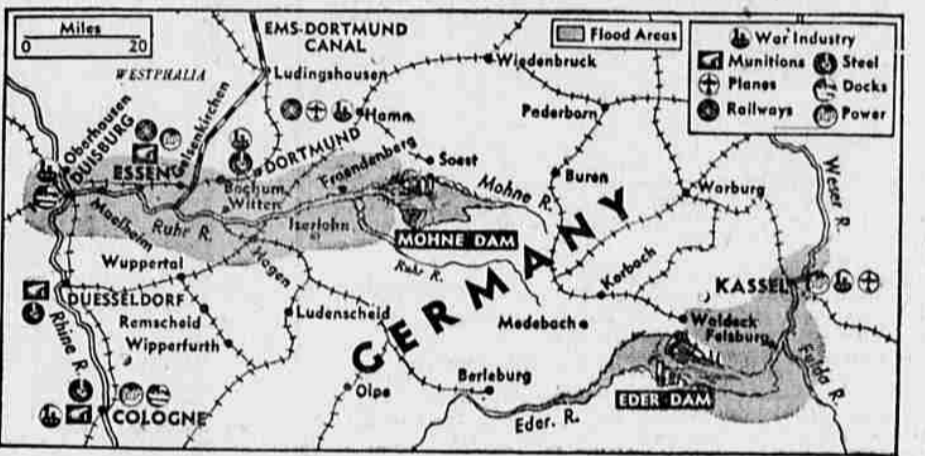 Miles
0 20
EMS-DORTMUND
CANAL
Flood Areas
War Industry
Munitions
Steel
Planes
Docks
Railways
Power
WESTPHALIA
Ludingshausen
Wiedenbruck
Hamm
Paderborn
Oberhausen
DUISBURG
ESSEN
Gelsenkirchen
DORTMUND
Bochum
Witten
Froendenberg
Soest
Mohne R.
Buren
Warburg
Weser R.
Maelheim
Ruhr R.
Iserlohn
MOHNE DAM
Ruhr R.
Hagen
Wuppertal
DUESSELDORF
Remscheid
Wipperfurth
Ludenscheid
GERMANY
Korbach
KASSEL
Medebach
Waldeck
Felsburg
Fulda R.
Rhine R.
COLOGNE
Olpe
Berleburg
Eder. R.
EDER DAM